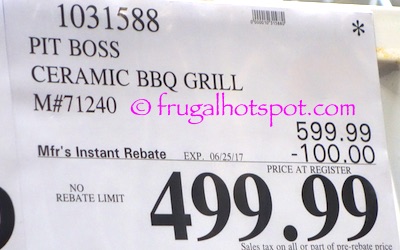 1031588
*
PIT BOSS
CERAMIC BBQ GRILL
M#71240
© frugalhotspot.com
599.99
Mfr's Instant Rebate EXP. 06/25/17 -100.00
PRICE AT REGISTER
NO
REBATE LIMIT
499.99
Sales tax on all or part of pre-rebate price